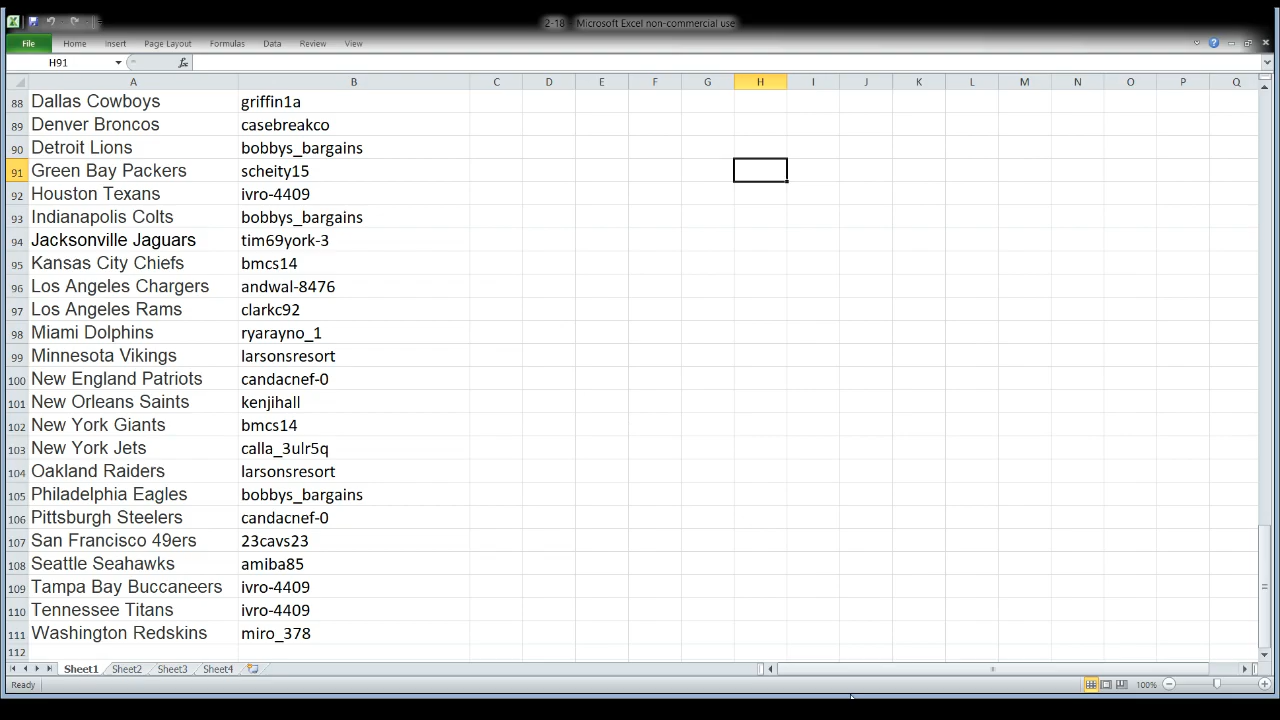 2-18 - Microsoft Excel non-commercial use
File Home Insert Page Layout Formulas Data Review View
H91 fx
A B C D E F G H I J K L M N O P Q
88 Dallas Cowboys griffin1a
89 Denver Broncos casebreakco
90 Detroit Lions bobbys_bargains
91 Green Bay Packers scheity15
92 Houston Texans ivro-4409
93 Indianapolis Colts bobbys_bargains
94 Jacksonville Jaguars tim69york-3
95 Kansas City Chiefs bmcs14
96 Los Angeles Chargers andwal-8476
97 Los Angeles Rams clarkc92
98 Miami Dolphins ryarayno_1
99 Minnesota Vikings larsonsresort
100 New England Patriots candacnef-0
101 New Orleans Saints kenjihall
102 New York Giants bmcs14
103 New York Jets calla_3ulr5q
104 Oakland Raiders larsonsresort
105 Philadelphia Eagles bobbys_bargains
106 Pittsburgh Steelers candacnef-0
107 San Francisco 49ers 23cavs23
108 Seattle Seahawks amiba85
109 Tampa Bay Buccaneers ivro-4409
110 Tennessee Titans ivro-4409
111 Washington Redskins miro_378
112
Sheet1 Sheet2 Sheet3 Sheet4
Ready 100%